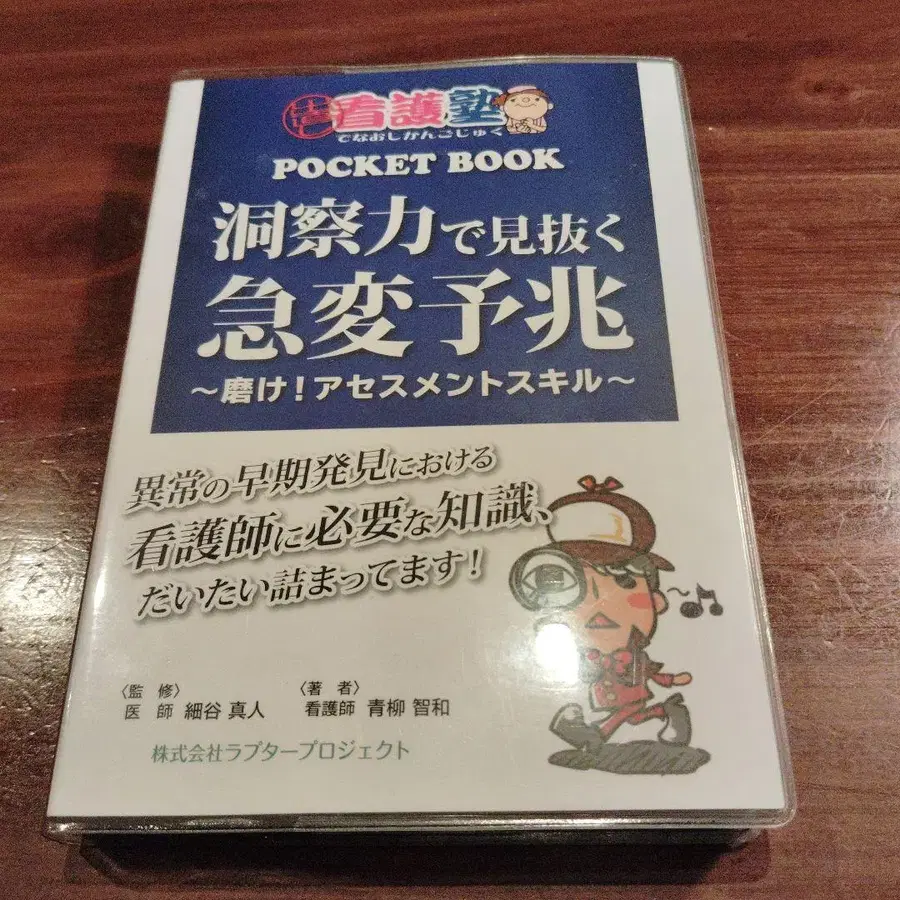 出直し看護塾
でなおしかんごじゅく
POCKET BOOK
洞察力で見抜く
急変予兆
～磨け！アセスメントスキル～
異常の早期発見における
看護師に必要な知識、
だいたい詰まってます！
〈監　修〉
医　師　細谷 真人
〈著　者〉
看護師　青柳 智和
株式会社ラプタープロジェクト